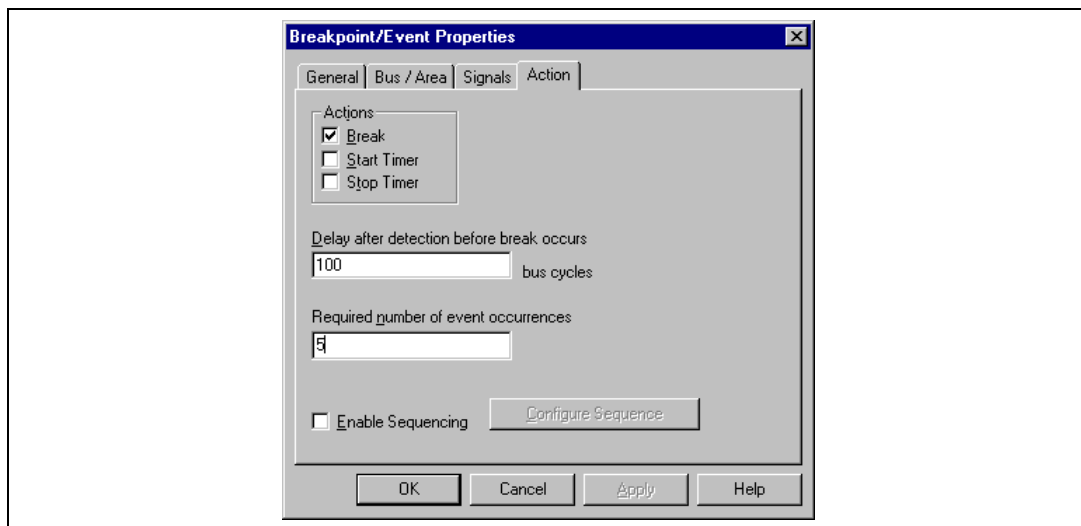 Breakpoint/Event Properties
General Bus / Area Signals Action
Actions
Break
Start Timer
Stop Timer
Delay after detection before break occurs
100 bus cycles
Required number of event occurrences
5
Enable Sequencing Configure Sequence
OK Cancel Apply Help